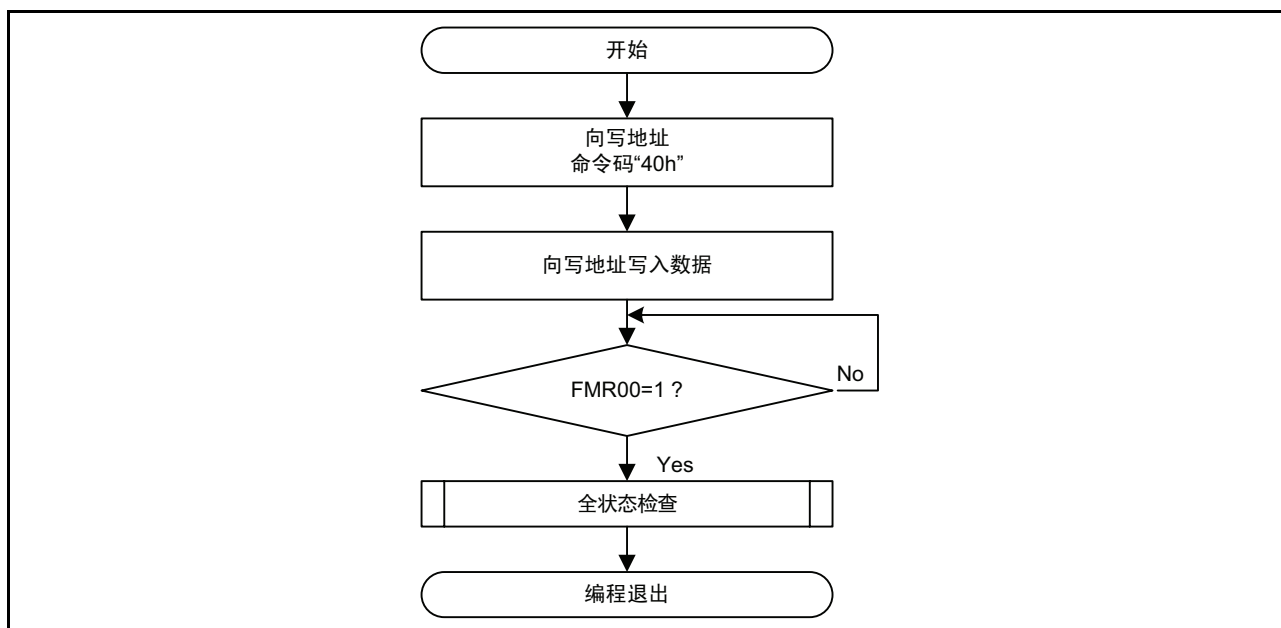 开始
向写地址
命令码“40h”
向写地址写入数据
FMR00=1 ?
No
Yes
全状态检查
编程退出